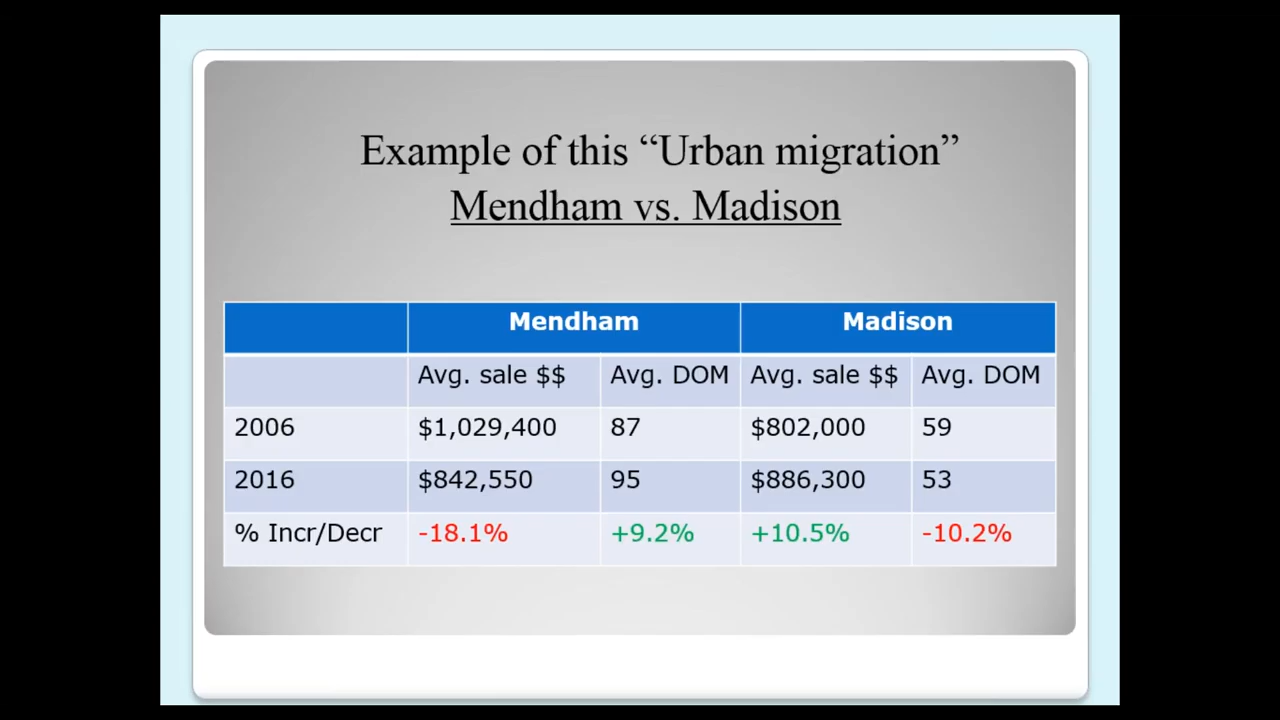 Example of this “Urban migration”
Mendham vs. Madison
Mendham Madison
Avg. sale $$ Avg. DOM Avg. sale $$ Avg. DOM
2006 $1,029,400 87 $802,000 59
2016 $842,550 95 $886,300 53
% Incr/Decr -18.1% +9.2% +10.5% -10.2%